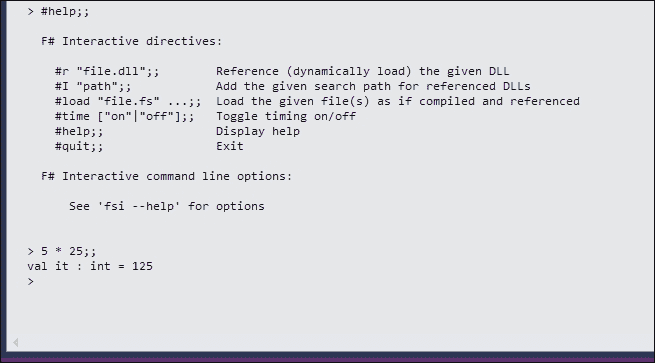 > #help;;
F# Interactive directives:
#r "file.dll";; Reference (dynamically load) the given DLL
#I "path";; Add the given search path for referenced DLLs
#load "file.fs" ...;; Load the given file(s) as if compiled and referenced
#time ["on"|"off"];; Toggle timing on/off
#help;; Display help
#quit;; Exit
F# Interactive command line options:
See 'fsi --help' for options
> 5 * 25;;
val it : int = 125
>